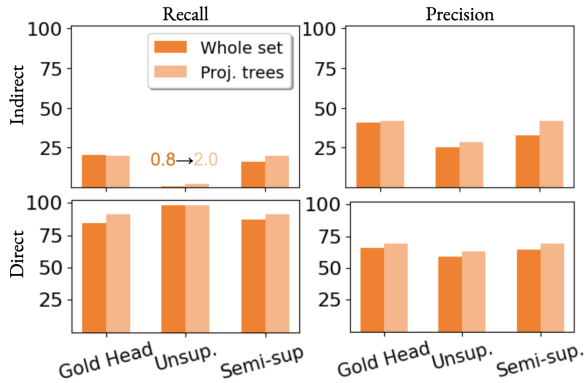 Recall
Precision
Indirect
100
75
50
25
Whole set
Proj. trees
0.8→2.0
100
75
50
25
Direct
100
75
50
25
Gold Head
Unsup.
Semi-sup
100
75
50
25
Gold Head
Unsup.
Semi-sup.